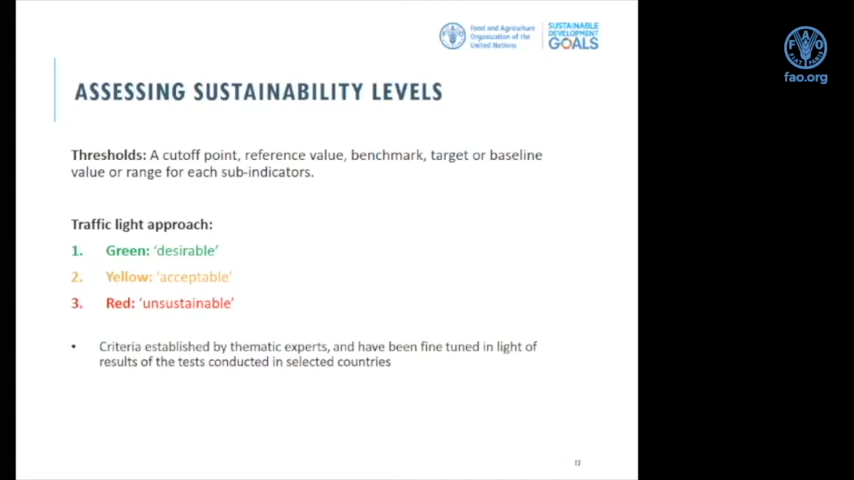 Food and Agriculture
Organization of the
United Nations
SUSTAINABLE
DEVELOPMENT
GOALS
FAO
FIAT PANIS
fao.org
ASSESSING SUSTAINABILITY LEVELS
Thresholds: A cutoff point, reference value, benchmark, target or baseline
value or range for each sub-indicators.
Traffic light approach:
1. Green: ‘desirable’
2. Yellow: ‘acceptable’
3. Red: ‘unsustainable’
• Criteria established by thematic experts, and have been fine tuned in light of
results of the tests conducted in selected countries